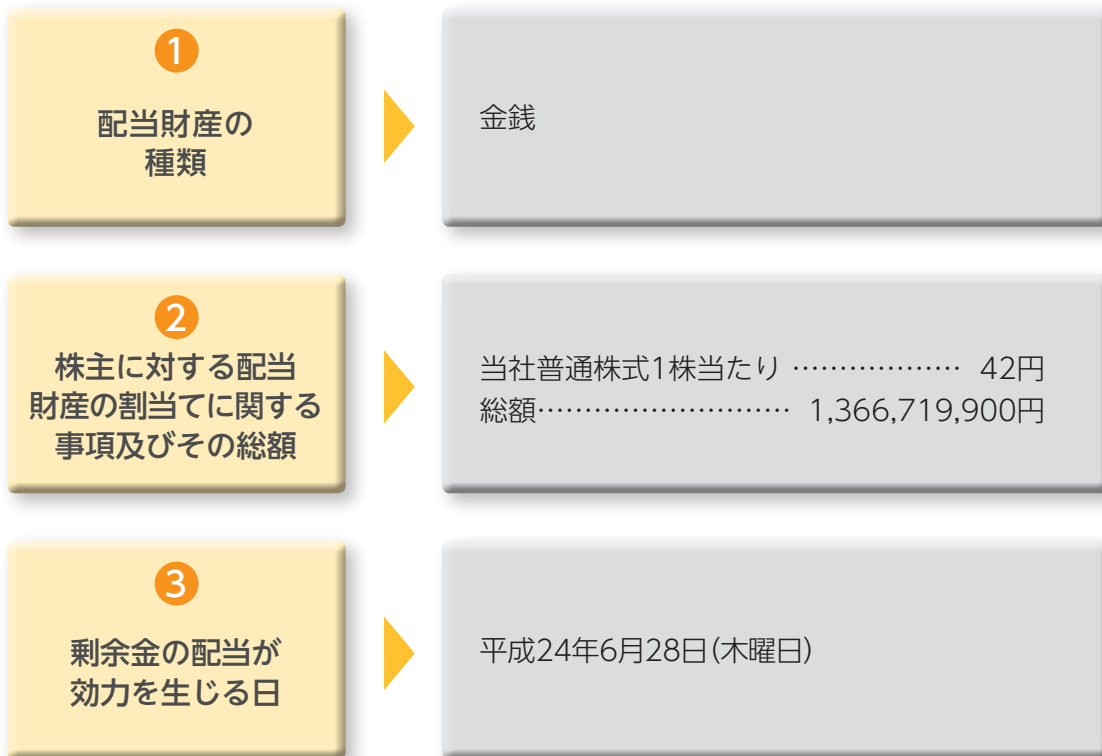 ❶
配当財産の
種類
金銭
❷
株主に対する配当
財産の割当てに関する
事項及びその総額
当社普通株式1株当たり ……………… 42円
総額……………………… 1,366,719,900円
❸
剰余金の配当が
効力を生じる日
平成24年6月28日(木曜日)